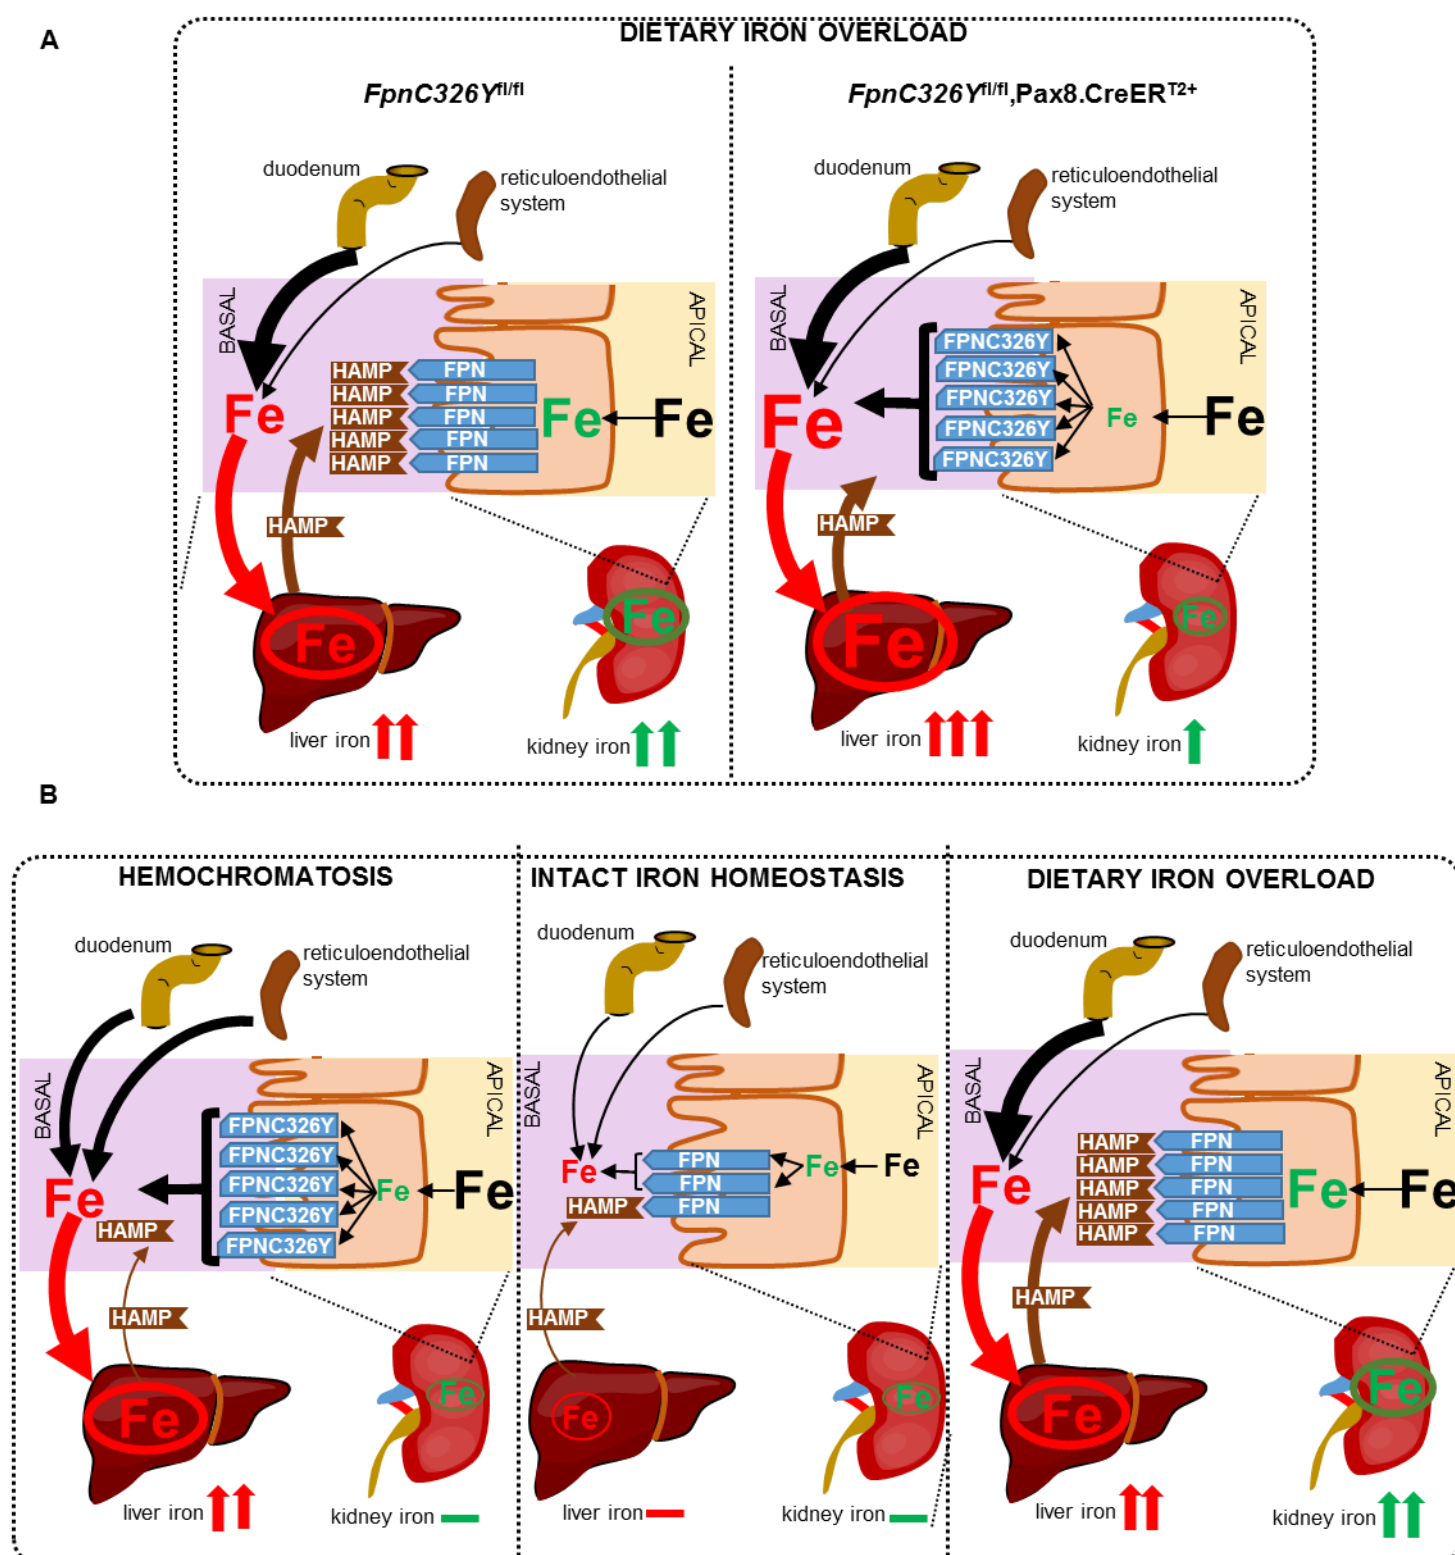 A
DIETARY IRON OVERLOAD
FpnC326Y^fl/fl
duodenum
reticuloendothelial
system
BASAL
APICAL
HAMP FPN
HAMP FPN
HAMP FPN
HAMP FPN
HAMP FPN
Fe
Fe
Fe
HAMP
Fe
Fe
liver iron
kidney iron
FpnC326Y^fl/fl,Pax8.CreER^T2+
duodenum
reticuloendothelial
system
BASAL
APICAL
FPNC326Y
FPNC326Y
FPNC326Y
FPNC326Y
FPNC326Y
Fe
Fe
Fe
HAMP
Fe
Fe
liver iron
kidney iron
B
HEMOCHROMATOSIS
duodenum
reticuloendothelial
system
BASAL
APICAL
FPNC326Y
FPNC326Y
FPNC326Y
FPNC326Y
FPNC326Y
Fe
Fe
Fe
HAMP
HAMP
Fe
Fe
liver iron
kidney iron
INTACT IRON HOMEOSTASIS
duodenum
reticuloendothelial
system
BASAL
APICAL
FPN
FPN
HAMP FPN
Fe
Fe
Fe
HAMP
Fe
Fe
liver iron
kidney iron
DIETARY IRON OVERLOAD
duodenum
reticuloendothelial
system
BASAL
APICAL
HAMP FPN
HAMP FPN
HAMP FPN
HAMP FPN
HAMP FPN
Fe
Fe
Fe
HAMP
Fe
Fe
liver iron
kidney iron